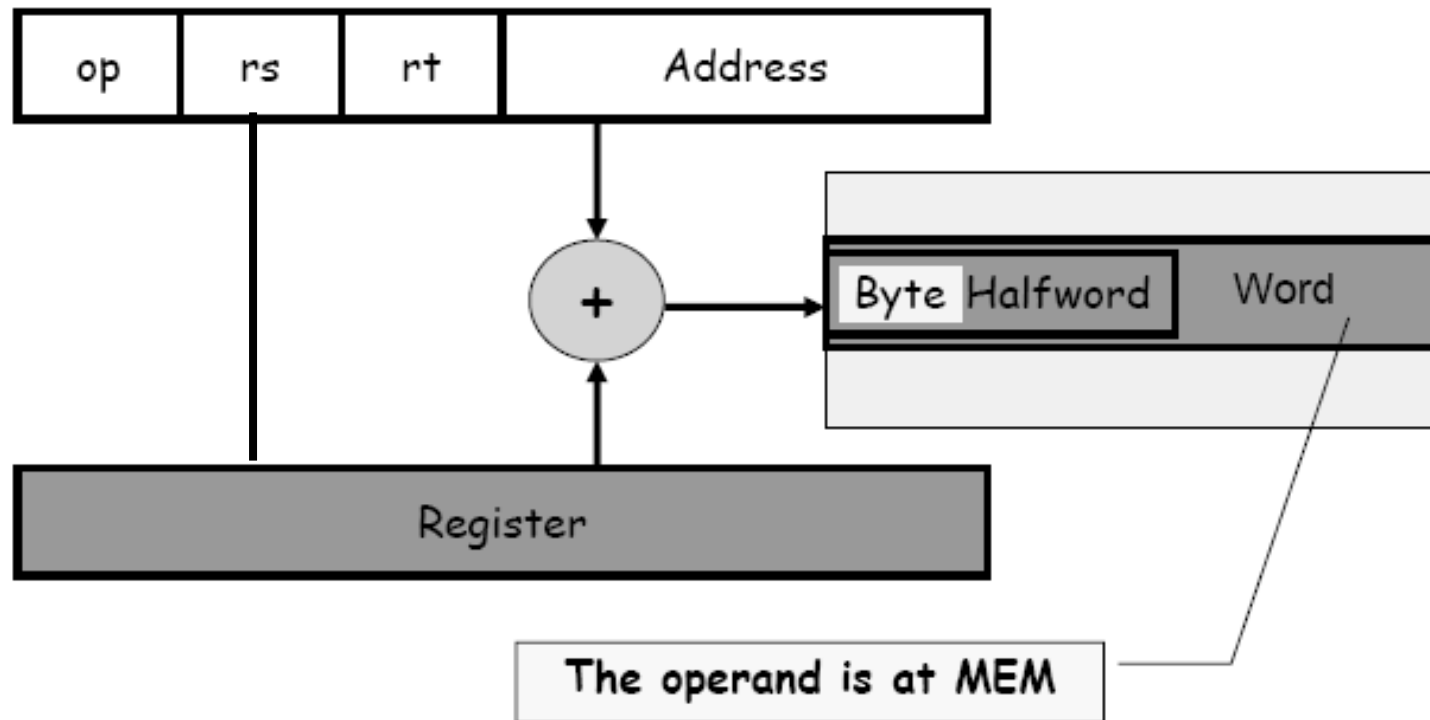 op rs rt Address
+
Byte Halfword Word
Register
The operand is at MEM